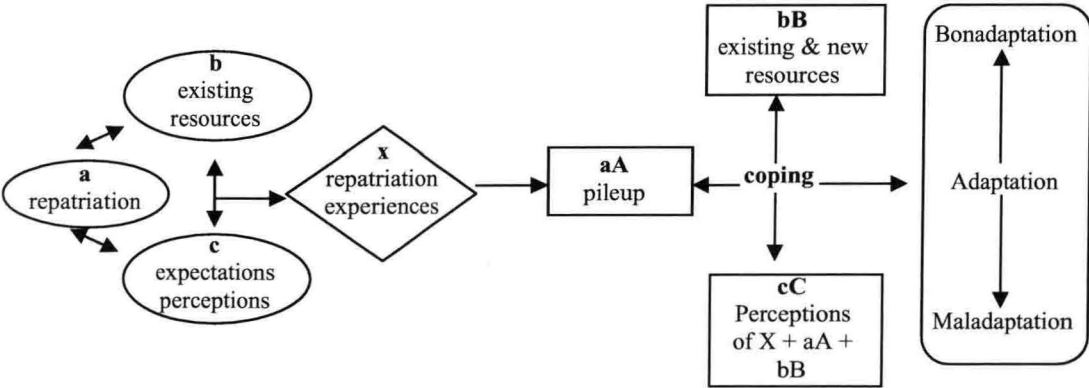 b
existing
resources
a
repatriation
c
expectations
perceptions
x
repatriation
experiences
aA
pileup
bB
existing & new
resources
coping
cC
Perceptions
of X + aA +
bB
Bonadaptation
Adaptation
Maladaptation